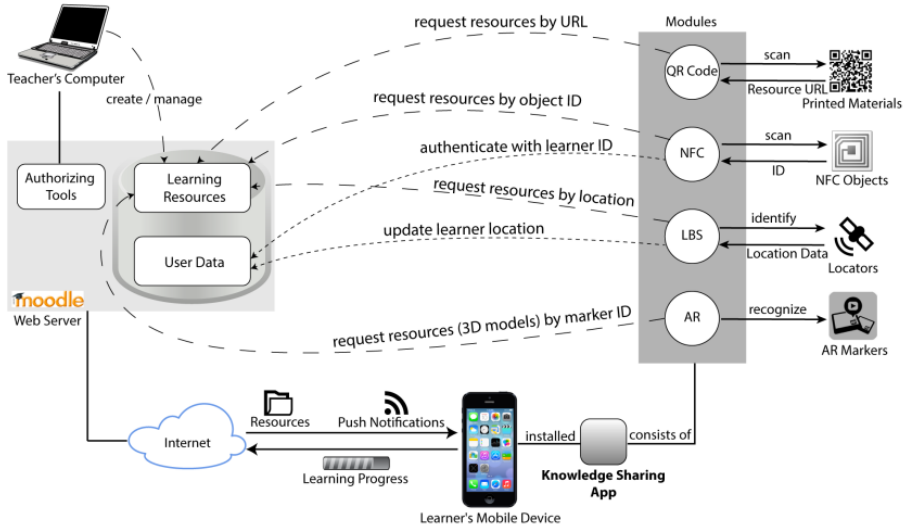 request resources by URL
Modules
Teacher's Computer
create / manage
QR Code
scan
Resource URL
Printed Materials
request resources by object ID
authenticate with learner ID
NFC
scan
ID
NFC Objects
Authorizing
Tools
Learning
Resources
request resources by location
update learner location
LBS
identify
Location Data
Locators
User Data
moodle
Web Server
request resources (3D models) by marker ID
AR
recognize
AR Markers
Internet
Resources
Push Notifications
Learning Progress
installed
consists of
Knowledge Sharing
App
Learner's Mobile Device